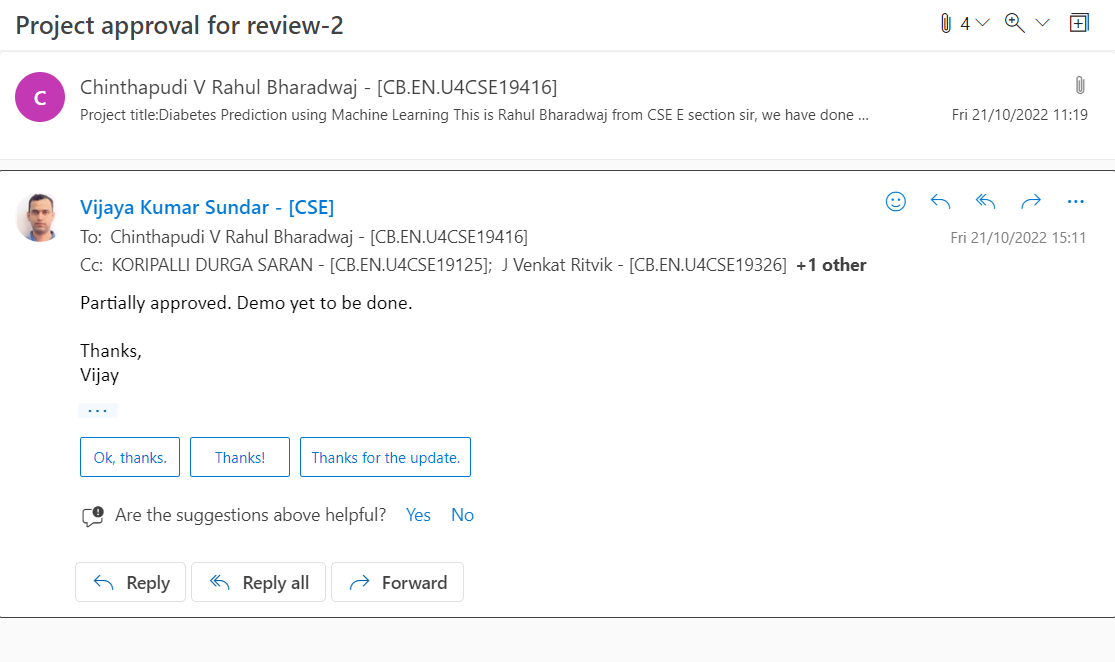 Project approval for review-2
4
C
Chinthapudi V Rahul Bharadwaj - [CB.EN.U4CSE19416]
Project title:Diabetes Prediction using Machine Learning This is Rahul Bharadwaj from CSE E section sir, we have done ...
Fri 21/10/2022 11:19
Vijaya Kumar Sundar - [CSE]
To: Chinthapudi V Rahul Bharadwaj - [CB.EN.U4CSE19416]
Fri 21/10/2022 15:11
Cc: KORIPALLI DURGA SARAN - [CB.EN.U4CSE19125]; J Venkat Ritvik - [CB.EN.U4CSE19326] +1 other
Partially approved. Demo yet to be done.
Thanks,
Vijay
...
Ok, thanks. Thanks! Thanks for the update.
Are the suggestions above helpful? Yes No
Reply Reply all Forward